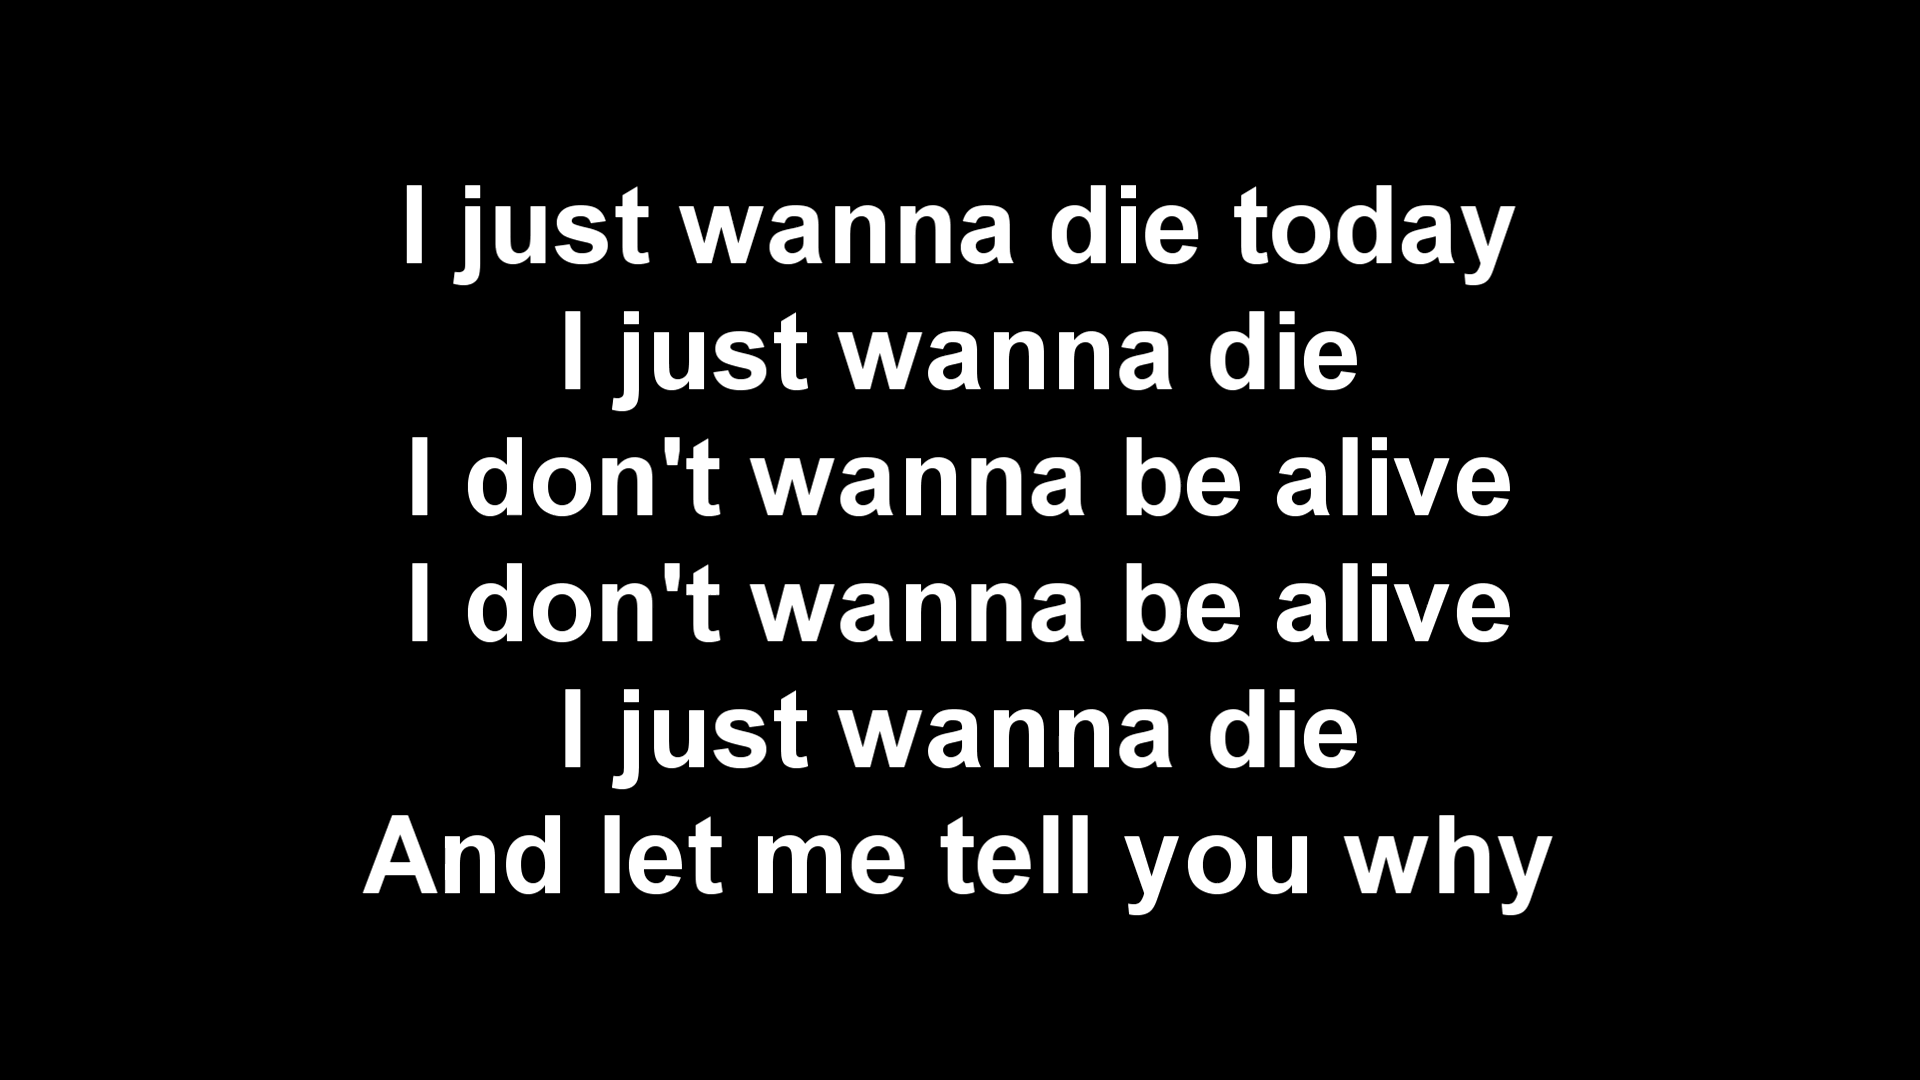 I just wanna die today
I just wanna die
I don't wanna be alive
I don't wanna be alive
I just wanna die
And let me tell you why